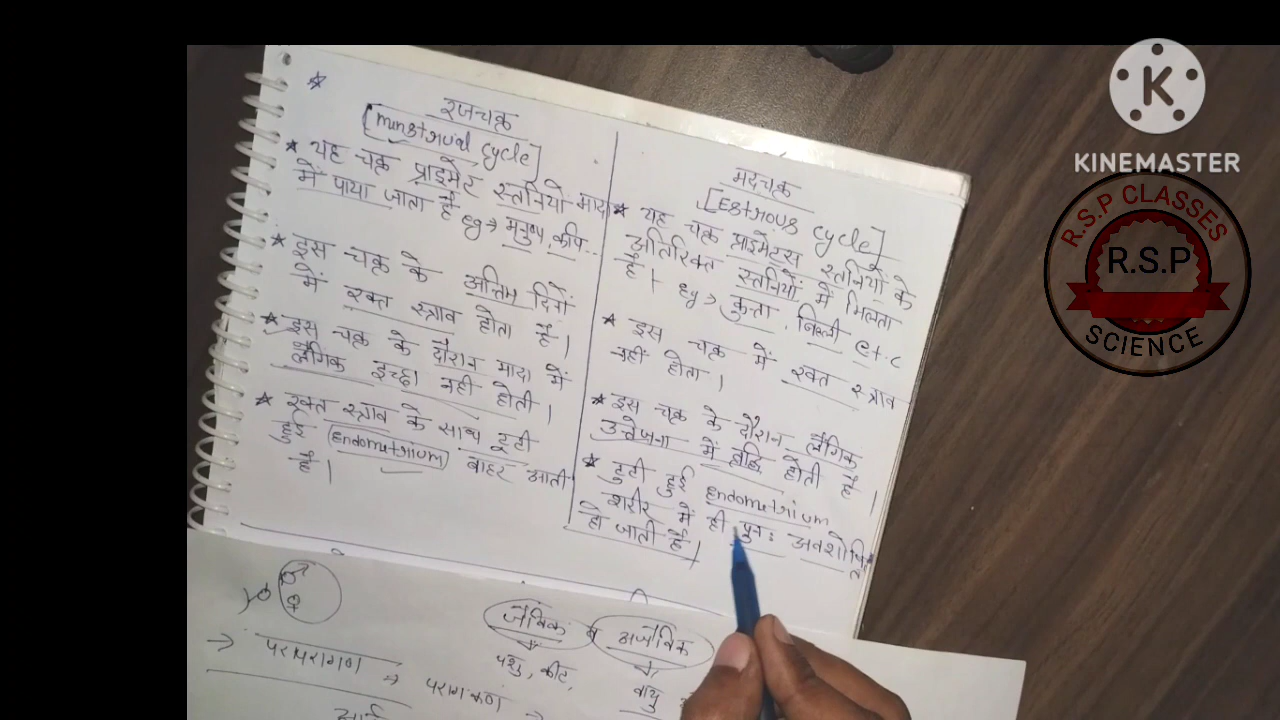 रजचक्र
[menstrual cycle]
★ यह चक्र प्राइमेट स्तनियो मादा
में पाया जाता है eg → मनुष्य, कपि...
★ इस चक्र के अन्तिम दिनों
में रक्त स्त्राव होता है।
★ इस चक्र के दौरान मादा में
लैंगिक इच्छा नही होती।
★ रक्त स्त्राव के साथ टूटी
हुई (endometrium) बाहर आती
है।
मदचक्र
[Estrous cycle]
★ यह चक्र प्राइमेट्स स्तनियों के
अतिरिक्त स्तनियों में मिलता
है। eg → कुत्ता, बिल्ली etc
★ इस चक्र में रक्त स्त्राव
नहीं होता।
★ इस चक्र के दौरान लैंगिक
उत्तेजना में वृद्धि होती है।
★ टुटी हुई endometrium
शरीर में ही पुनः अवशोषित
हो जाती है।
जैविक व अजैविक
पशु, कीट, वायु
→ परपरागण → परागकण →
K
KINEMASTER
R.S.P CLASSES
R.S.P
SCIENCE